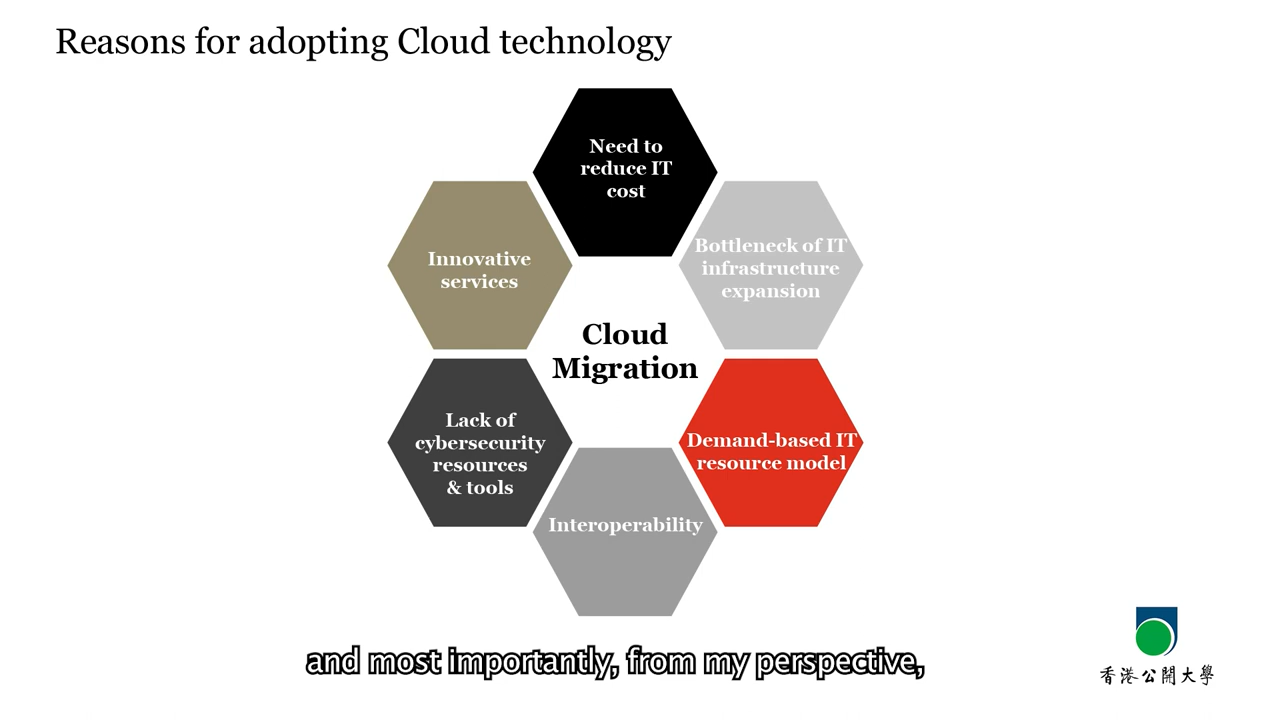 Reasons for adopting Cloud technology
Need to
reduce IT
cost
Bottleneck of IT
infrastructure
expansion
Demand-based IT
resource model
Interoperability
Lack of
cybersecurity
resources
& tools
Innovative
services
Cloud
Migration
and most importantly, from my perspective,
香港公開大學